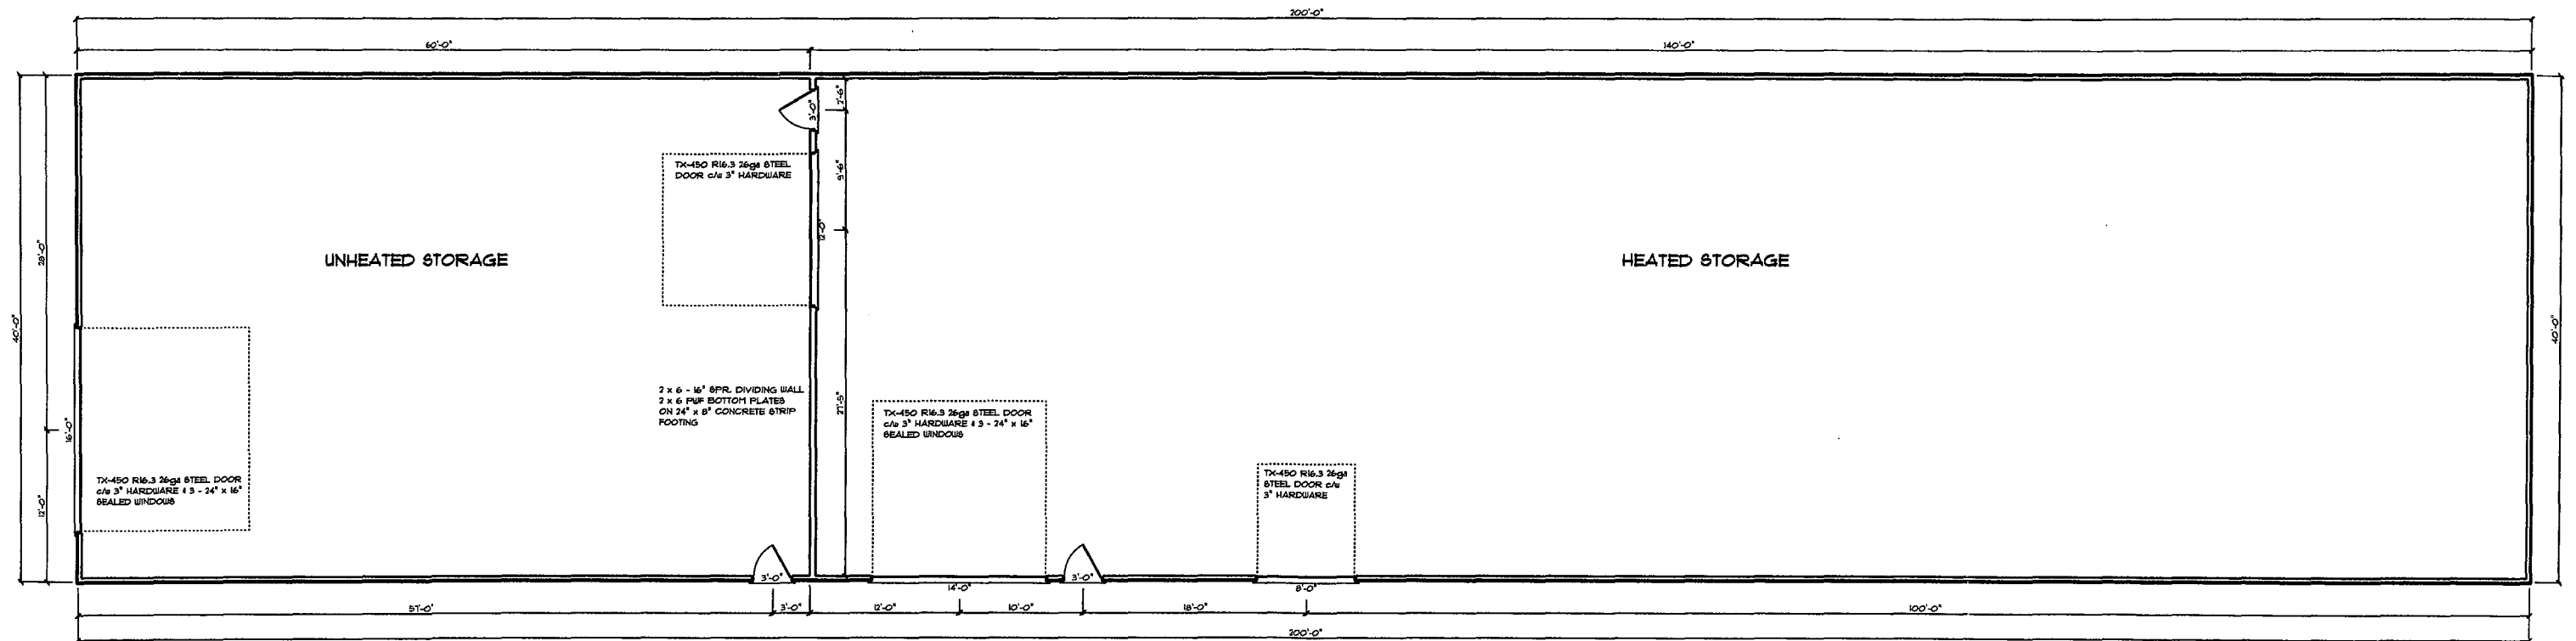 200'-0"
60'-0"
140'-0"
2'-6"
3'-0"
TX-450 R16.3 26ga STEEL
DOOR c/w 3" HARDWARE
9'-6"
12'-0"
28'-0"
UNHEATED STORAGE
HEATED STORAGE
40'-0"
40'-0"
2 x 6 - 16" SPR. DIVIDING WALL
2 x 6 PWF BOTTOM PLATES
ON 24" x 8" CONCRETE STRIP
FOOTING
27'-5"
TX-450 R16.3 26ga STEEL DOOR
c/w 3" HARDWARE & 3 - 24" x 16"
SEALED WINDOWS
16'-0"
TX-450 R16.3 26ga STEEL DOOR
c/w 3" HARDWARE & 3 - 24" x 16"
SEALED WINDOWS
12'-0"
TX-450 R16.3 26ga
STEEL DOOR c/w
3" HARDWARE
3'-0"
3'-0"
14'-0"
8'-0"
57'-0'
3'-0"
12'-0"
10'-0"
18'-0"
100'-0"
200'-0"